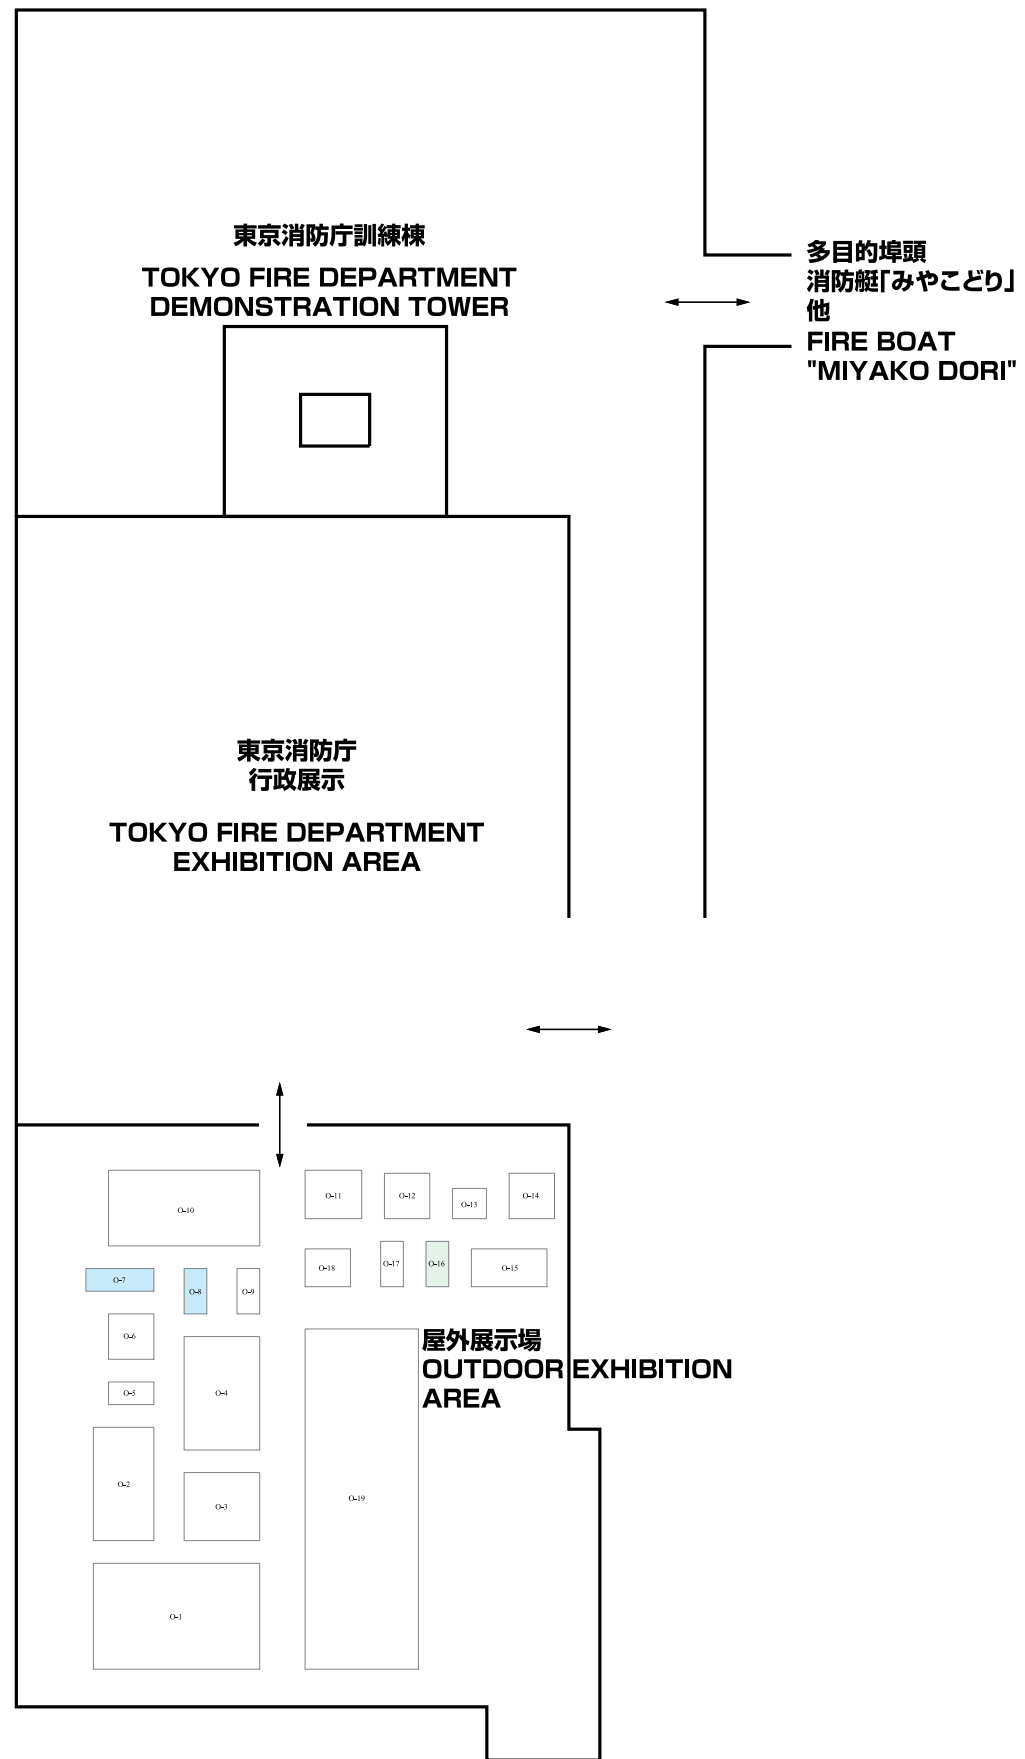 東京消防庁訓練棟
TOKYO FIRE DEPARTMENT
DEMONSTRATION TOWER
多目的埠頭
消防艇「みやこどり」
他
FIRE BOAT
"MIYAKO DORI"
東京消防庁
行政展示
TOKYO FIRE DEPARTMENT
EXHIBITION AREA
O-10
O-11
O-12
O-13
O-14
O-7
O-8
O-9
O-18
O-17
O-16
O-15
O-6
O-5
O-4
屋外展示場
OUTDOOR EXHIBITION
AREA
O-2
O-3
O-19
O-1